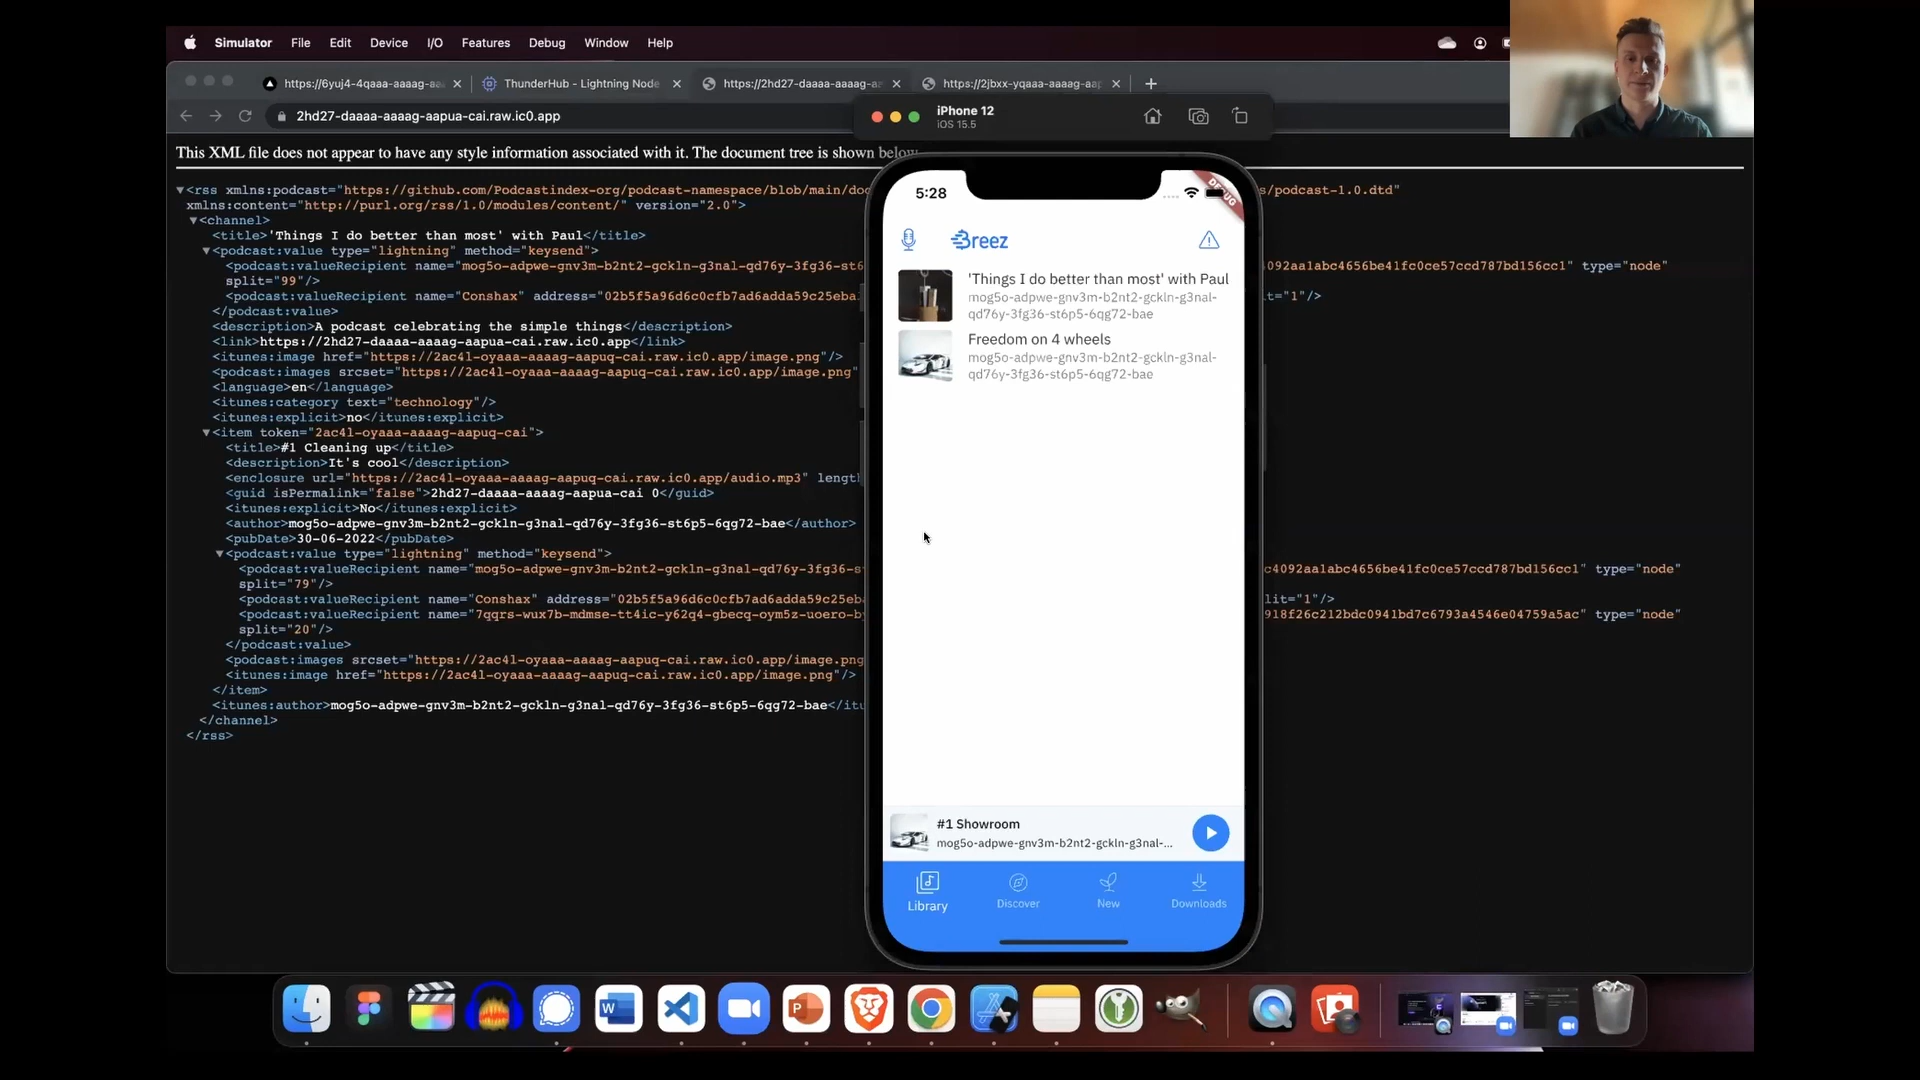 Simulator File Edit Device I/O Features Debug Window Help
https://6yuj4-4qaaa-aaaag-aa
ThunderHub - Lightning Node
https://2hd27-daaaa-aaaag-aa
https://2jbxx-yqaaa-aaaag-aap
2hd27-daaaa-aaaag-aapua-cai.raw.ic0.app
This XML file does not appear to have any style information associated with it. The document tree is shown below
<rss xmlns:podcast="https://github.com/Podcastindex-org/podcast-namespace/blob/main/doc
s/podcast-1.0.dtd"
xmlns:content="http://purl.org/rss/1.0/modules/content/" version="2.0">
<channel>
<title>'Things I do better than most' with Paul</title>
<podcast:value type="lightning" method="keysend">
<podcast:valueRecipient name="mog5o-adpwe-gnv3m-b2nt2-gckln-g3nal-qd76y-3fg36-st6
092aa1abc4656be41fc0ce57ccd787bd156cc1" type="node"
split="99"/>
<podcast:valueRecipient name="Conshax" address="02b5f5a96d6c0cfb7ad6adda59c25eba
it="1"/>
</podcast:value>
<description>A podcast celebrating the simple things</description>
<link>https://2hd27-daaaa-aaaag-aapua-cai.raw.ic0.app</link>
<itunes:image href="https://2ac4l-oyaaa-aaaag-aapuq-cai.raw.ic0.app/image.png"/>
<podcast:images srcset="https://2ac4l-oyaaa-aaaag-aapuq-cai.raw.ic0.app/image.png"
<language>en</language>
<itunes:category text="technology"/>
<itunes:explicit>no</itunes:explicit>
<item token="2ac4l-oyaaa-aaaag-aapuq-cai">
<title>#1 Cleaning up</title>
<description>It's cool</description>
<enclosure url="https://2ac4l-oyaaa-aaaag-aapuq-cai.raw.ic0.app/audio.mp3" length
<guid isPermalink="false">2hd27-daaaa-aaaag-aapua-cai 0</guid>
<itunes:explicit>No</itunes:explicit>
<author>mog5o-adpwe-gnv3m-b2nt2-gckln-g3nal-qd76y-3fg36-st6p5-6qg72-bae</author>
<pubDate>30-06-2022</pubDate>
<podcast:value type="lightning" method="keysend">
<podcast:valueRecipient name="mog5o-adpwe-gnv3m-b2nt2-gckln-g3nal-qd76y-3fg36-s
c4092aa1abc4656be41fc0ce57ccd787bd156cc1" type="node"
split="79"/>
<podcast:valueRecipient name="Conshax" address="02b5f5a96d6c0cfb7ad6adda59c25eb
lit="1"/>
<podcast:valueRecipient name="7qqrs-wux7b-mdmse-tt4ic-y62q4-gbecq-oym5z-uoero-b
918f26c212bdc0941bd7c6793a4546e04759a5ac" type="node"
split="20"/>
</podcast:value>
<podcast:images srcset="https://2ac4l-oyaaa-aaaag-aapuq-cai.raw.ic0.app/image.png
<itunes:image href="https://2ac4l-oyaaa-aaaag-aapuq-cai.raw.ic0.app/image.png"/>
</item>
<itunes:author>mog5o-adpwe-gnv3m-b2nt2-gckln-g3nal-qd76y-3fg36-st6p5-6qg72-bae</itu
</channel>
</rss>
iPhone 12
iOS 15.5
5:28
DEBUG
Breez
'Things I do better than most' with Paul
mog5o-adpwe-gnv3m-b2nt2-gckln-g3nal-
qd76y-3fg36-st6p5-6qg72-bae
Freedom on 4 wheels
mog5o-adpwe-gnv3m-b2nt2-gckln-g3nal-
qd76y-3fg36-st6p5-6qg72-bae
#1 Showroom
mog5o-adpwe-gnv3m-b2nt2-gckln-g3nal-...
Library
Discover
New
Downloads